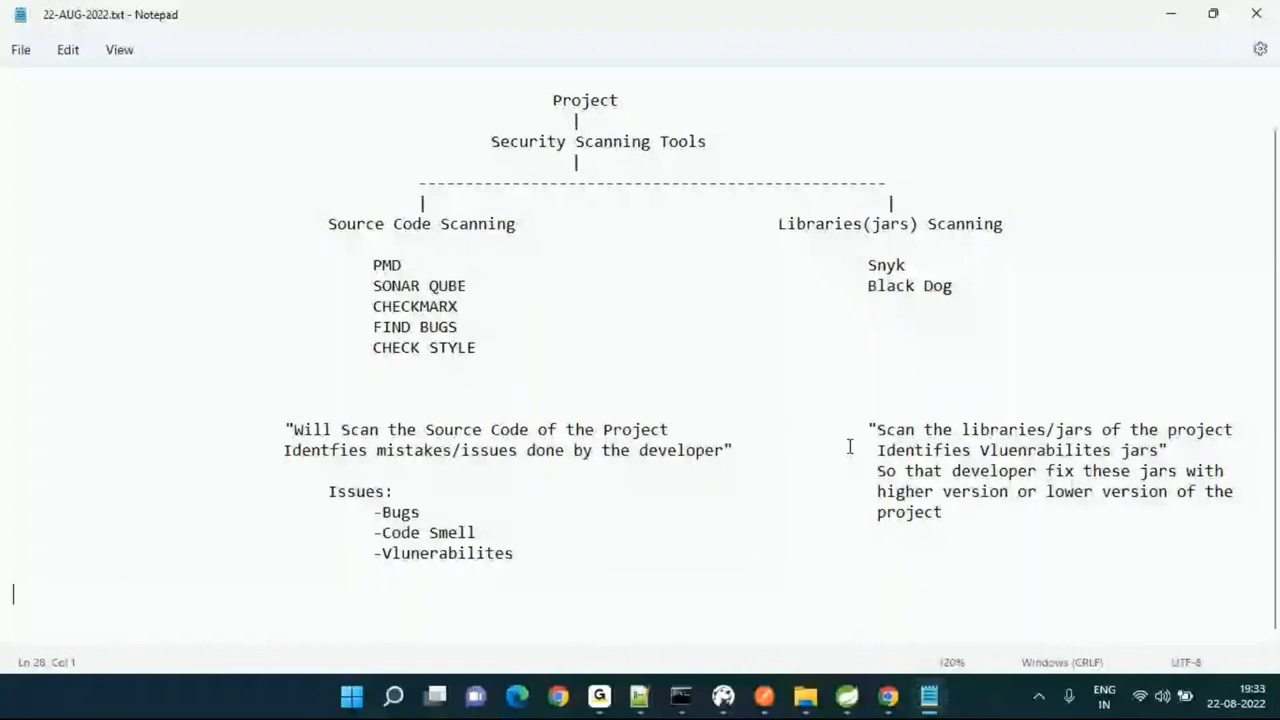 22-AUG-2022.txt - Notepad
File Edit View
Project
|
Security Scanning Tools
|
--------------------------------------------------
| |
Source Code Scanning Libraries(jars) Scanning
PMD Snyk
SONAR QUBE Black Dog
CHECKMARX
FIND BUGS
CHECK STYLE
"Will Scan the Source Code of the Project "Scan the libraries/jars of the project
Identfies mistakes/issues done by the developer" Identifies Vluenrabilites jars"
So that developer fix these jars with
Issues: higher version or lower version of the
-Bugs project
-Code Smell
-Vlunerabilites
Ln 28, Col 1 120% Windows (CRLF) UTF-8
ENG 19:33
IN 22-08-2022